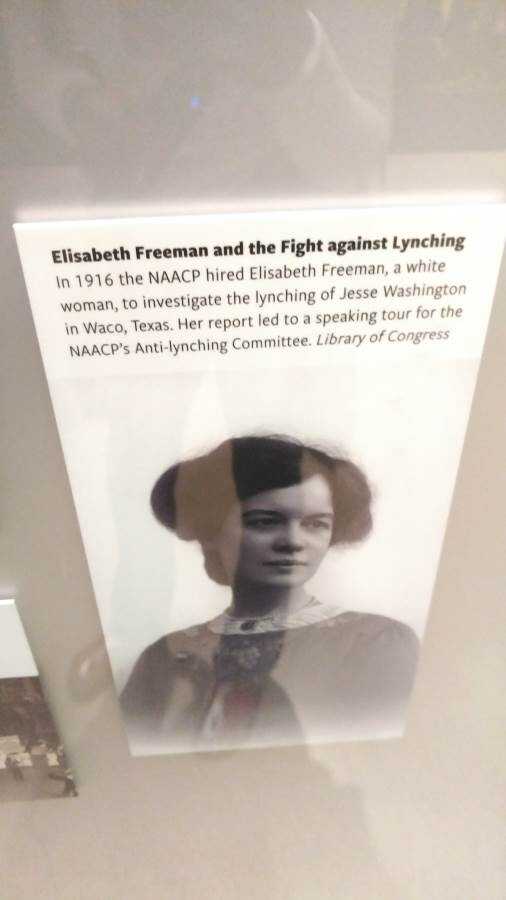 Elisabeth Freeman and the Fight against Lynching
In 1916 the NAACP hired Elisabeth Freeman, a white
woman, to investigate the lynching of Jesse Washington
in Waco, Texas. Her report led to a speaking tour for the
NAACP's Anti-lynching Committee. Library of Congress